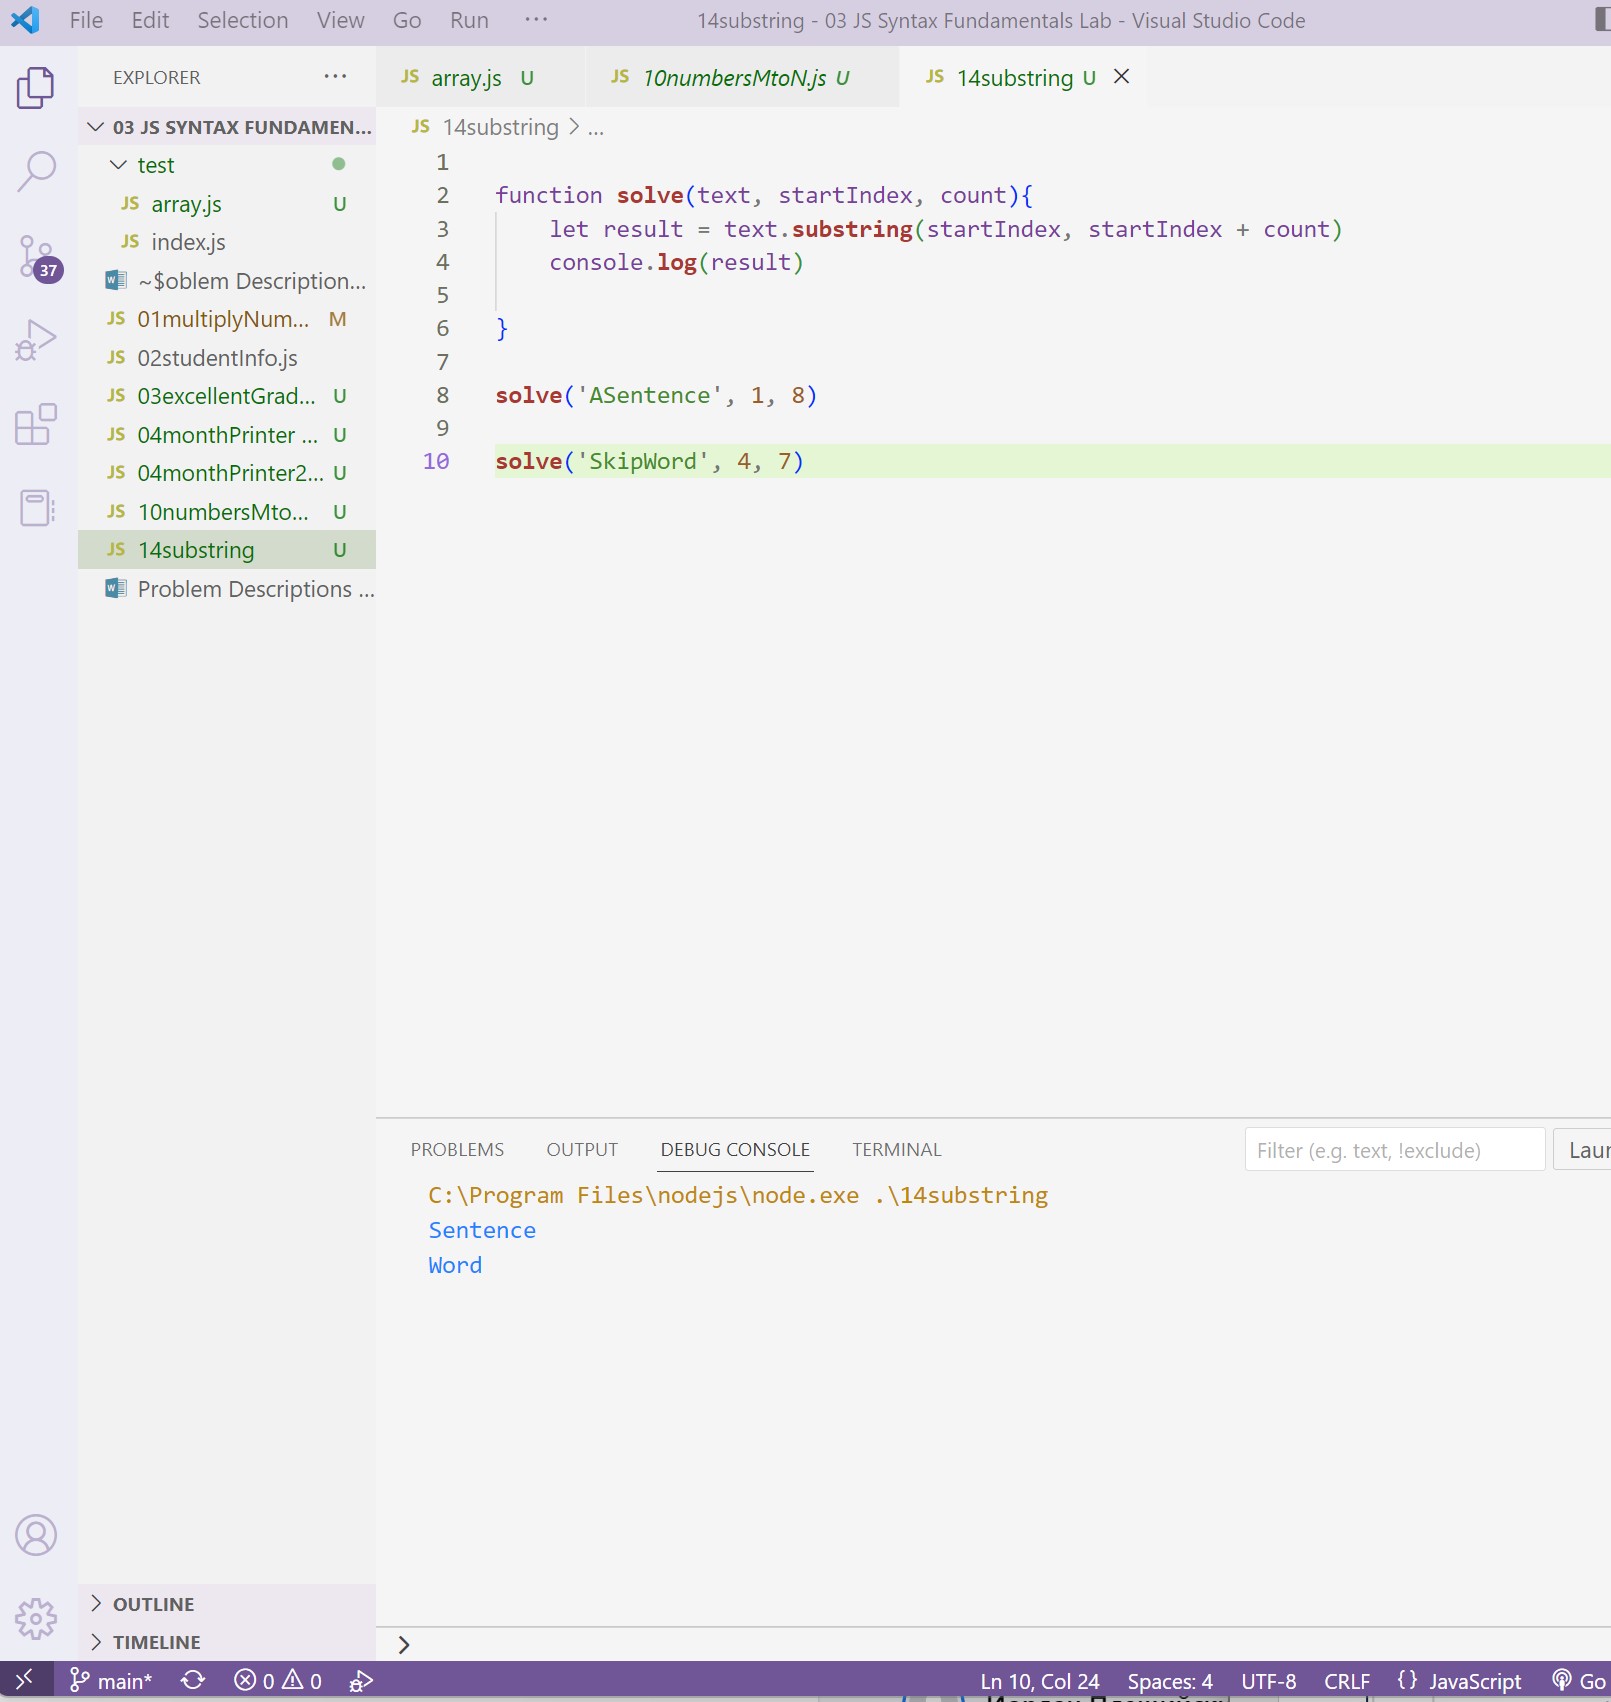 File Edit Selection View Go Run ··· 14substring - 03 JS Syntax Fundamentals Lab - Visual Studio Code
EXPLORER ···
03 JS SYNTAX FUNDAMEN...
test
JS array.js U
JS index.js
~$oblem Description...
JS 01multiplyNum... M
JS 02studentInfo.js
JS 03excellentGrad... U
JS 04monthPrinter ... U
JS 04monthPrinter2... U
JS 10numbersMto... U
JS 14substring U
Problem Descriptions ...
37
OUTLINE
TIMELINE
JS array.js U JS 10numbersMtoN.js U JS 14substring U
JS 14substring > ...
1
2 function solve(text, startIndex, count){
3 let result = text.substring(startIndex, startIndex + count)
4 console.log(result)
5
6 }
7
8 solve('ASentence', 1, 8)
9
10 solve('SkipWord', 4, 7)
PROBLEMS OUTPUT DEBUG CONSOLE TERMINAL Filter (e.g. text, !exclude) Laun
C:\Program Files\nodejs\node.exe .\14substring
Sentence
Word
>
main* 0 0 Ln 10, Col 24 Spaces: 4 UTF-8 CRLF {} JavaScript Go